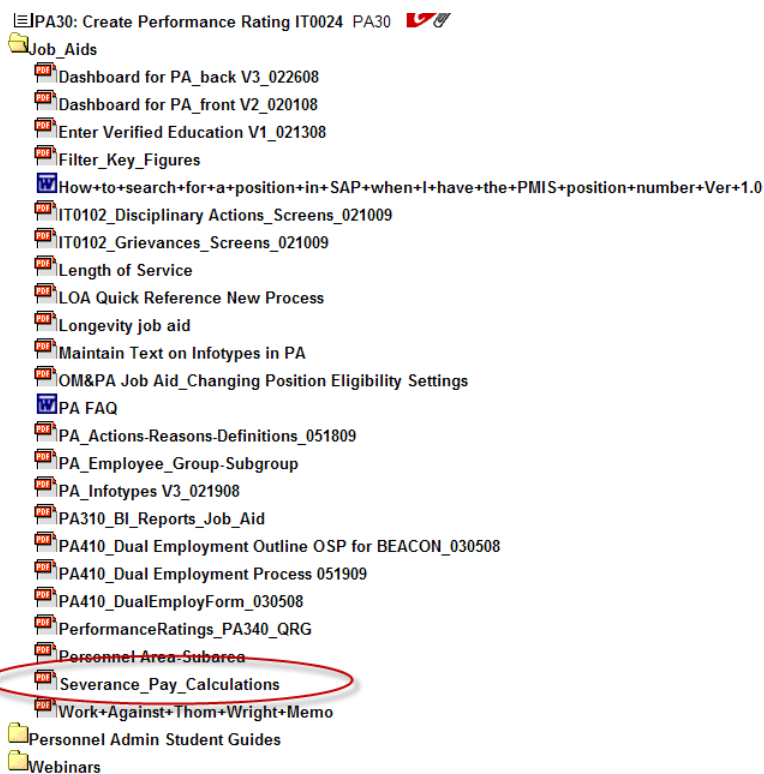 PA30: Create Performance Rating IT0024 PA30
Job_Aids
Dashboard for PA_back V3_022608
Dashboard for PA_front V2_020108
Enter Verified Education V1_021308
Filter_Key_Figures
How+to+search+for+a+position+in+SAP+when+I+have+the+PMIS+position+number+Ver+1.0
IT0102_Disciplinary Actions_Screens_021009
IT0102_Grievances_Screens_021009
Length of Service
LOA Quick Reference New Process
Longevity job aid
Maintain Text on Infotypes in PA
OM&PA Job Aid_Changing Position Eligibility Settings
PA FAQ
PA_Actions-Reasons-Definitions_051809
PA_Employee_Group-Subgroup
PA_Infotypes V3_021908
PA310_BI_Reports_Job_Aid
PA410_Dual Employment Outline OSP for BEACON_030508
PA410_Dual Employment Process 051909
PA410_DualEmployForm_030508
PerformanceRatings_PA340_QRG
Personnel Area-Subarea
Severance_Pay_Calculations
Work+Against+Thom+Wright+Memo
Personnel Admin Student Guides
Webinars